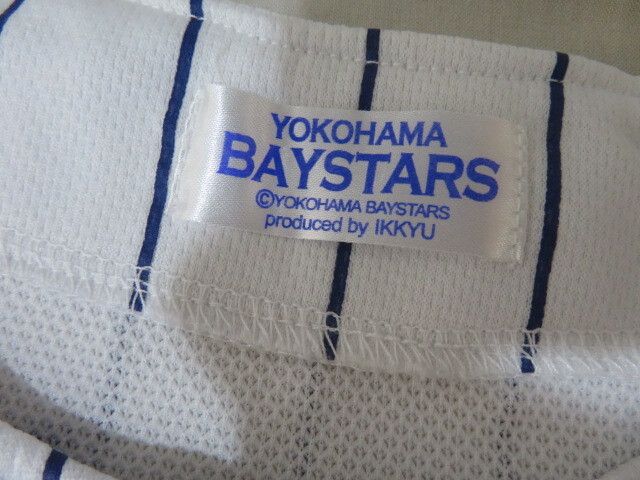 YOKOHAMA
BAYSTARS
©YOKOHAMA BAYSTARS
produced by IKKYU